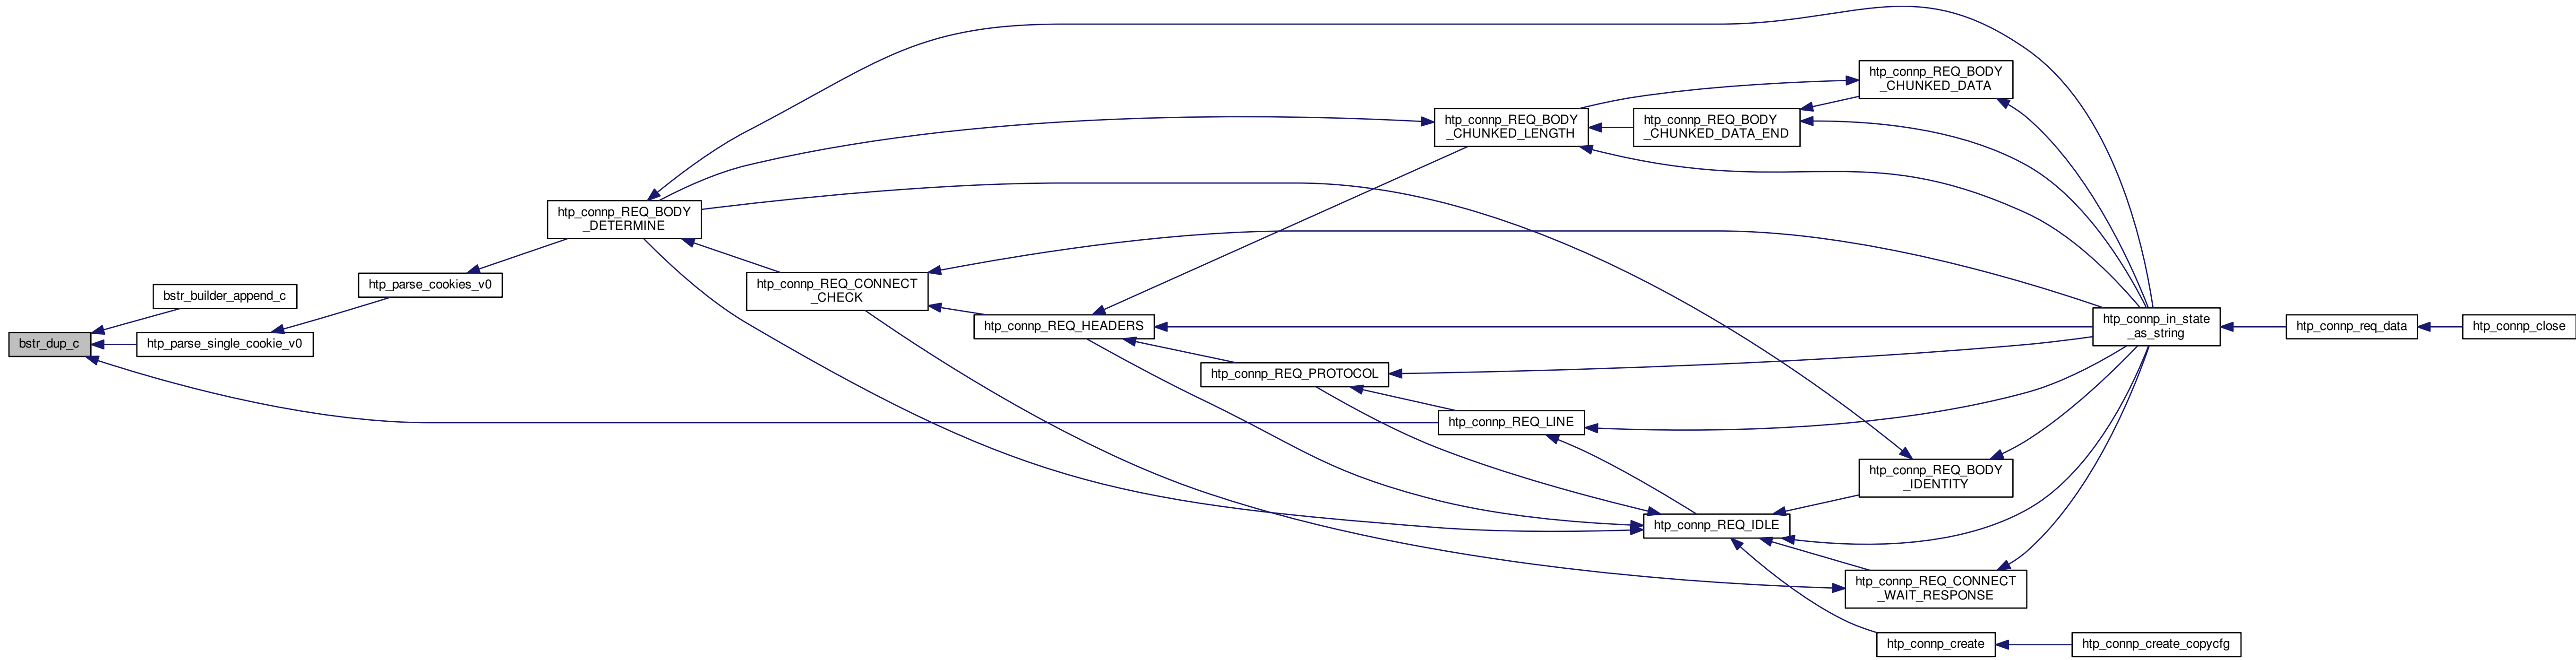 bstr_dup_c
bstr_builder_append_c
htp_parse_single_cookie_v0
htp_parse_cookies_v0
htp_connp_REQ_BODY
_DETERMINE
htp_connp_REQ_CONNECT
_CHECK
htp_connp_REQ_HEADERS
htp_connp_REQ_PROTOCOL
htp_connp_REQ_BODY
_CHUNKED_LENGTH
htp_connp_REQ_LINE
htp_connp_REQ_BODY
_CHUNKED_DATA_END
htp_connp_REQ_IDLE
htp_connp_REQ_BODY
_CHUNKED_DATA
htp_connp_REQ_BODY
_IDENTITY
htp_connp_REQ_CONNECT
_WAIT_RESPONSE
htp_connp_create
htp_connp_in_state
_as_string
htp_connp_create_copycfg
htp_connp_req_data
htp_connp_close